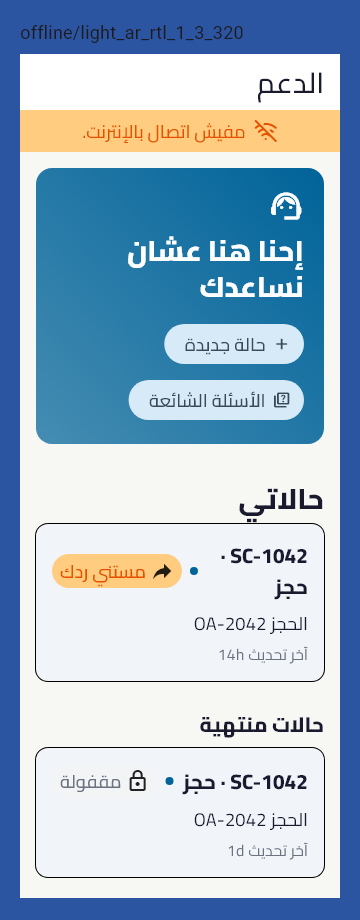 offline/light_ar_rtl_1_3_320
الدعم
مفيش اتصال بالإنترنت.
إحنا هنا عشان
نساعدك
حالة جديدة
الأسئلة الشائعة
حالاتي
SC-1042 ·
حجز
مستني ردك
الحجز OA-2042
آخر تحديث 14h
حالات منتهية
SC-1042 · حجز
مقفولة
الحجز OA-2042
آخر تحديث 1d